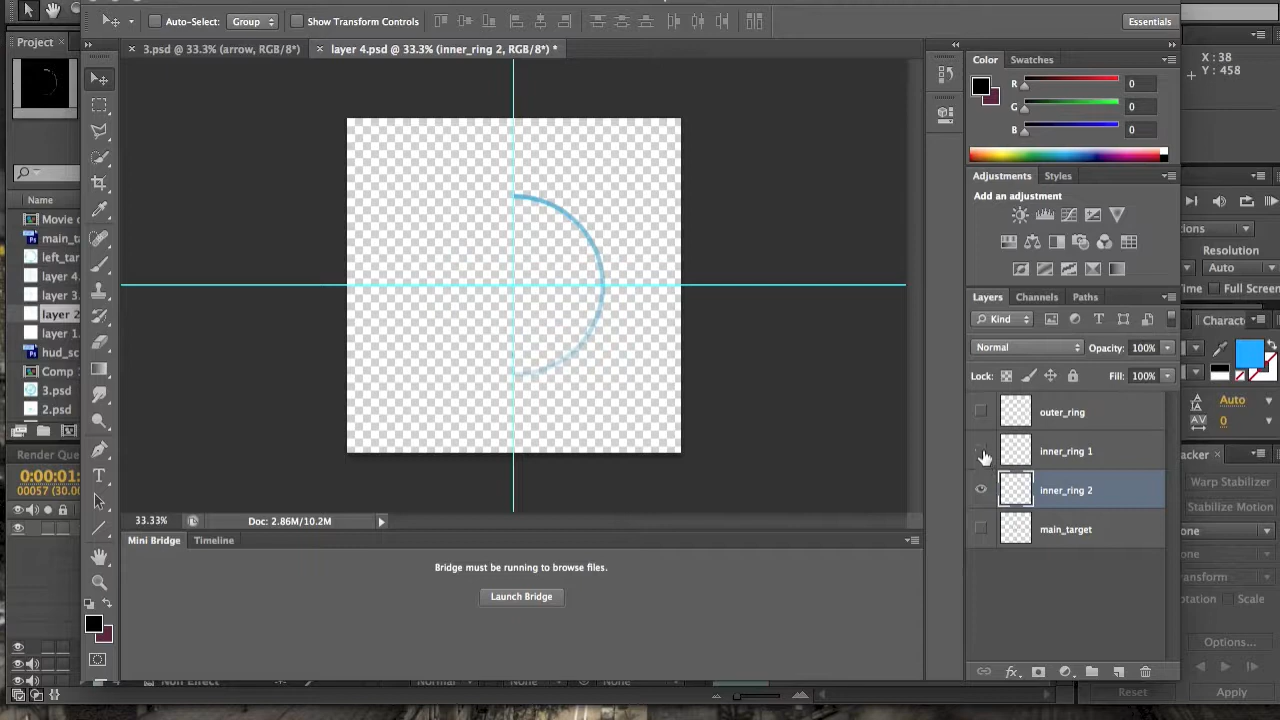 Auto-Select:
Group
Show Transform Controls
Essentials
Project
3.psd @ 33.3% (arrow, RGB/8*)
layer 4.psd @ 33.3% (inner_ring 2, RGB/8*) *
Color
Swatches
X : 38
Y : 458
R
0
G
0
B
0
Adjustments
Styles
Add an adjustment
Name
Movie
main_ta
left_tar
layer 4.
layer 3.
layer 2
layer 1.
hud_sc
Comp
3.psd
2.psd
Resolution
Auto
Time
Full Screen
Layers
Channels
Paths
Kind
Charact
Normal
Opacity:
100%
Lock:
Fill:
100%
outer_ring
Auto
0
inner_ring 1
inner_ring 2
main_target
Render Que
0:00:01
00057 (30.00
33.33%
Doc: 2.86M/10.2M
Mini Bridge
Timeline
Bridge must be running to browse files.
Launch Bridge
Warp Stabilizer
Stabilize Motion
Scale
Options...
Reset
Apply